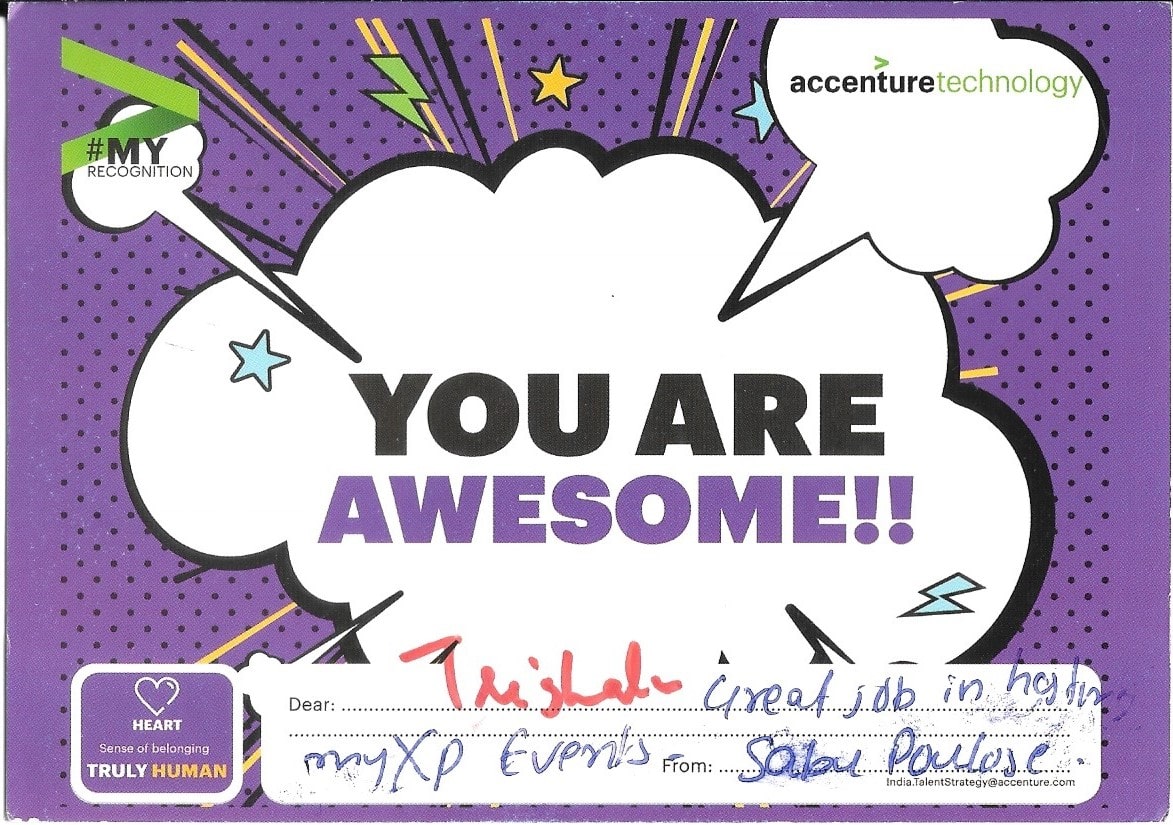 #MY
RECOGNITION
accenturetechnology
YOU ARE
AWESOME!!
HEART
Sense of belonging
TRULY HUMAN
Dear: Trishala Great job in hosting
myXp Events - From: Sabu Poulose.
India.TalentStrategy@accenture.com